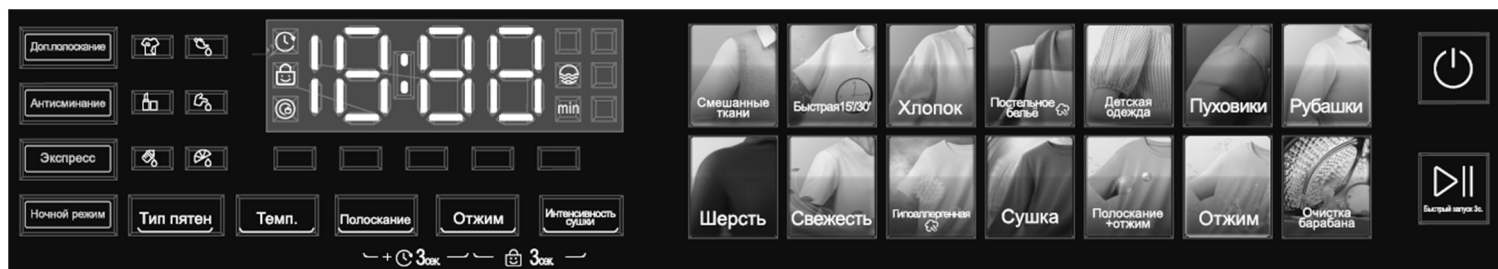 Доп.полоскание
Антисминание
Экспресс
Ночной режим
18:88
min
Тип пятен
Темп.
Полоскание
Отжим
Интенсивность
сушки
+ 3сек.
3сек.
Смешанные
ткани
Быстрая15'/30'
Хлопок
Постельное
белье
Детская
одежда
Пуховики
Рубашки
Шерсть
Свежесть
Гипоаллергенная
Сушка
Полоскание
+отжим
Отжим
Очистка
барабана
Быстрый запуск 3с.